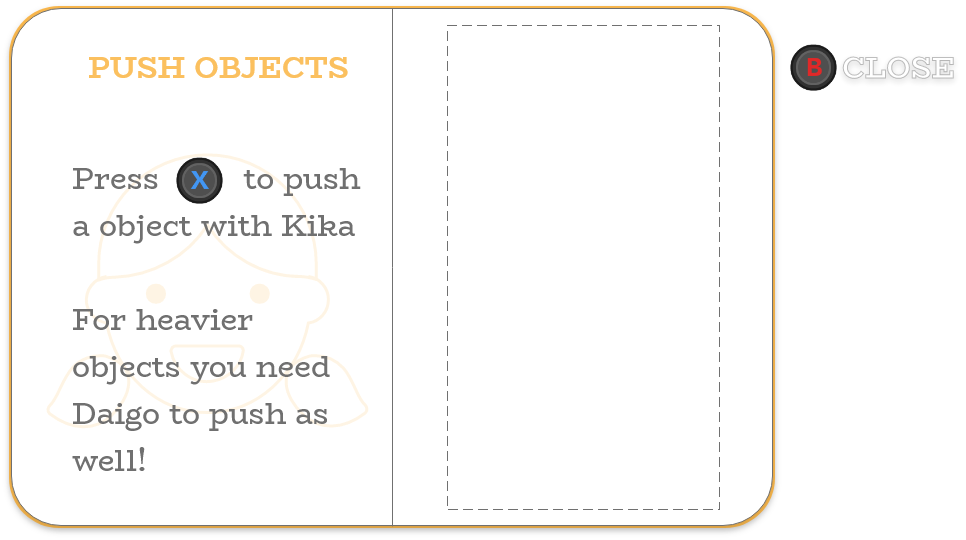 PUSH OBJECTS
Press X to push
a object with Kika
For heavier
objects you need
Daigo to push as
well!
B CLOSE